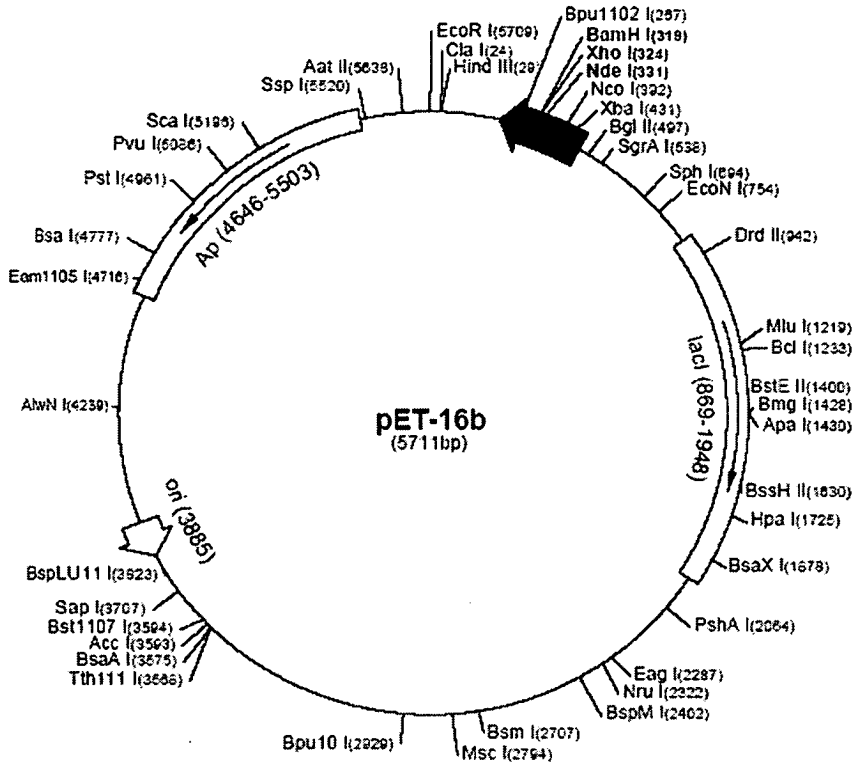 EcoR I(5709)
Cla I(24)
Hind III(29)
Bpu1102 I(267)
BamH I(319)
Xho I(324)
Nde I(331)
Nco I(392)
Xba I(431)
Bgl II(497)
SgrA I(538)
Sph I(694)
EcoN I(754)
Drd II(942)
Mlu I(1219)
Bcl I(1233)
BstE II(1400)
Bmg I(1428)
Apa I(1430)
BssH II(1630)
Hpa I(1725)
BsaX I(1878)
PshA I(2064)
Eag I(2287)
Nru I(2322)
BspM I(2402)
Bsm I(2707)
Msc I(2794)
Bpu10 I(2929)
Tth111 I(3568)
BsaA I(3575)
Acc I(3593)
Bst1107 I(3594)
Sap I(3707)
BspLU11 I(3823)
AlwN I(4239)
Eam1105 I(4716)
Bsa I(4777)
Pst I(4961)
Pvu I(5086)
Sca I(5196)
Ssp I(5520)
Aat II(5638)
Ap (4646-5503)
lacI (869-1948)
ori (3885)
pET-16b
(5711bp)